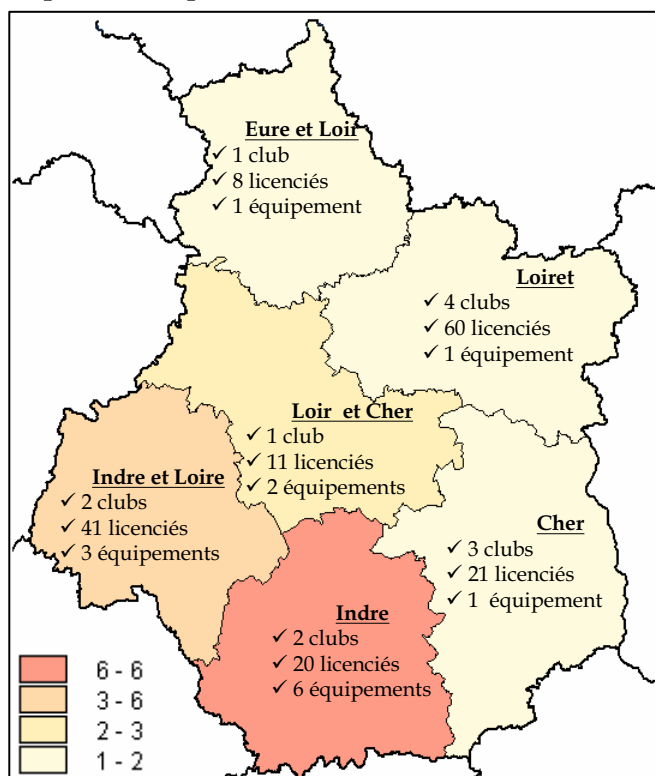 Eure et Loir
✓ 1 club
✓ 8 licenciés
✓ 1 équipement
Loiret
✓ 4 clubs
✓ 60 licenciés
✓ 1 équipement
Loir et Cher
✓ 1 club
✓ 11 licenciés
✓ 2 équipements
Indre et Loire
✓ 2 clubs
✓ 41 licenciés
✓ 3 équipements
Cher
✓ 3 clubs
✓ 21 licenciés
✓ 1 équipement
Indre
✓ 2 clubs
✓ 20 licenciés
✓ 6 équipements
6 - 6
3 - 6
2 - 3
1 - 2